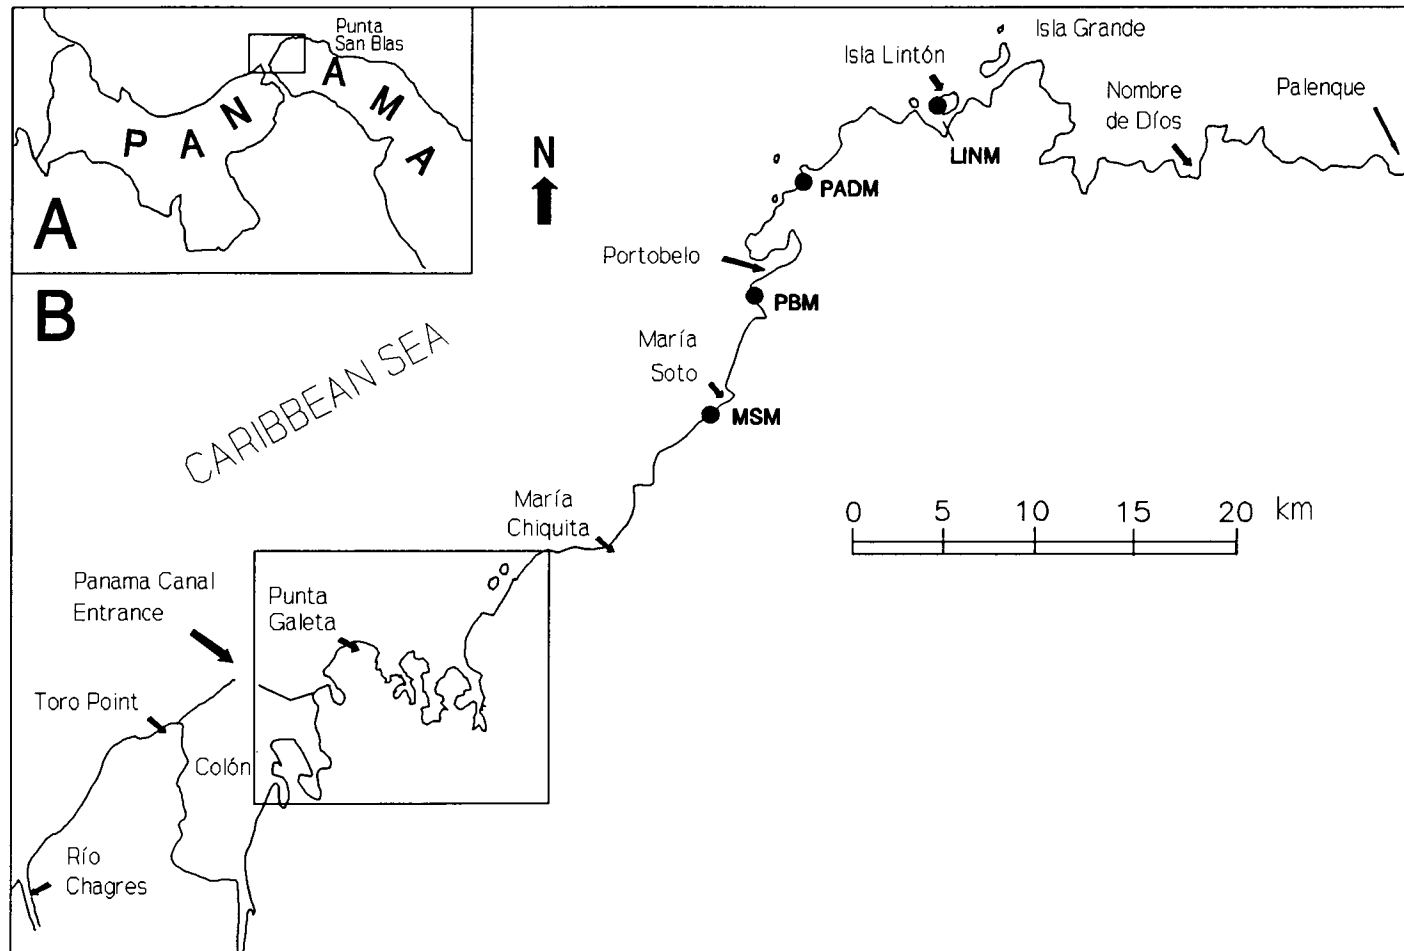 Punta
San Blas
P A N A M A
A
B
N
Isla Grande
Isla Lintón
Nombre
de Díos
Palenque
LINM
PADM
Portobelo
PBM
María
Soto
MSM
CARIBBEAN SEA
María
Chiquita
0 5 10 15 20 km
Panama Canal
Entrance
Punta
Galeta
Toro Point
Colón
Río
Chagres